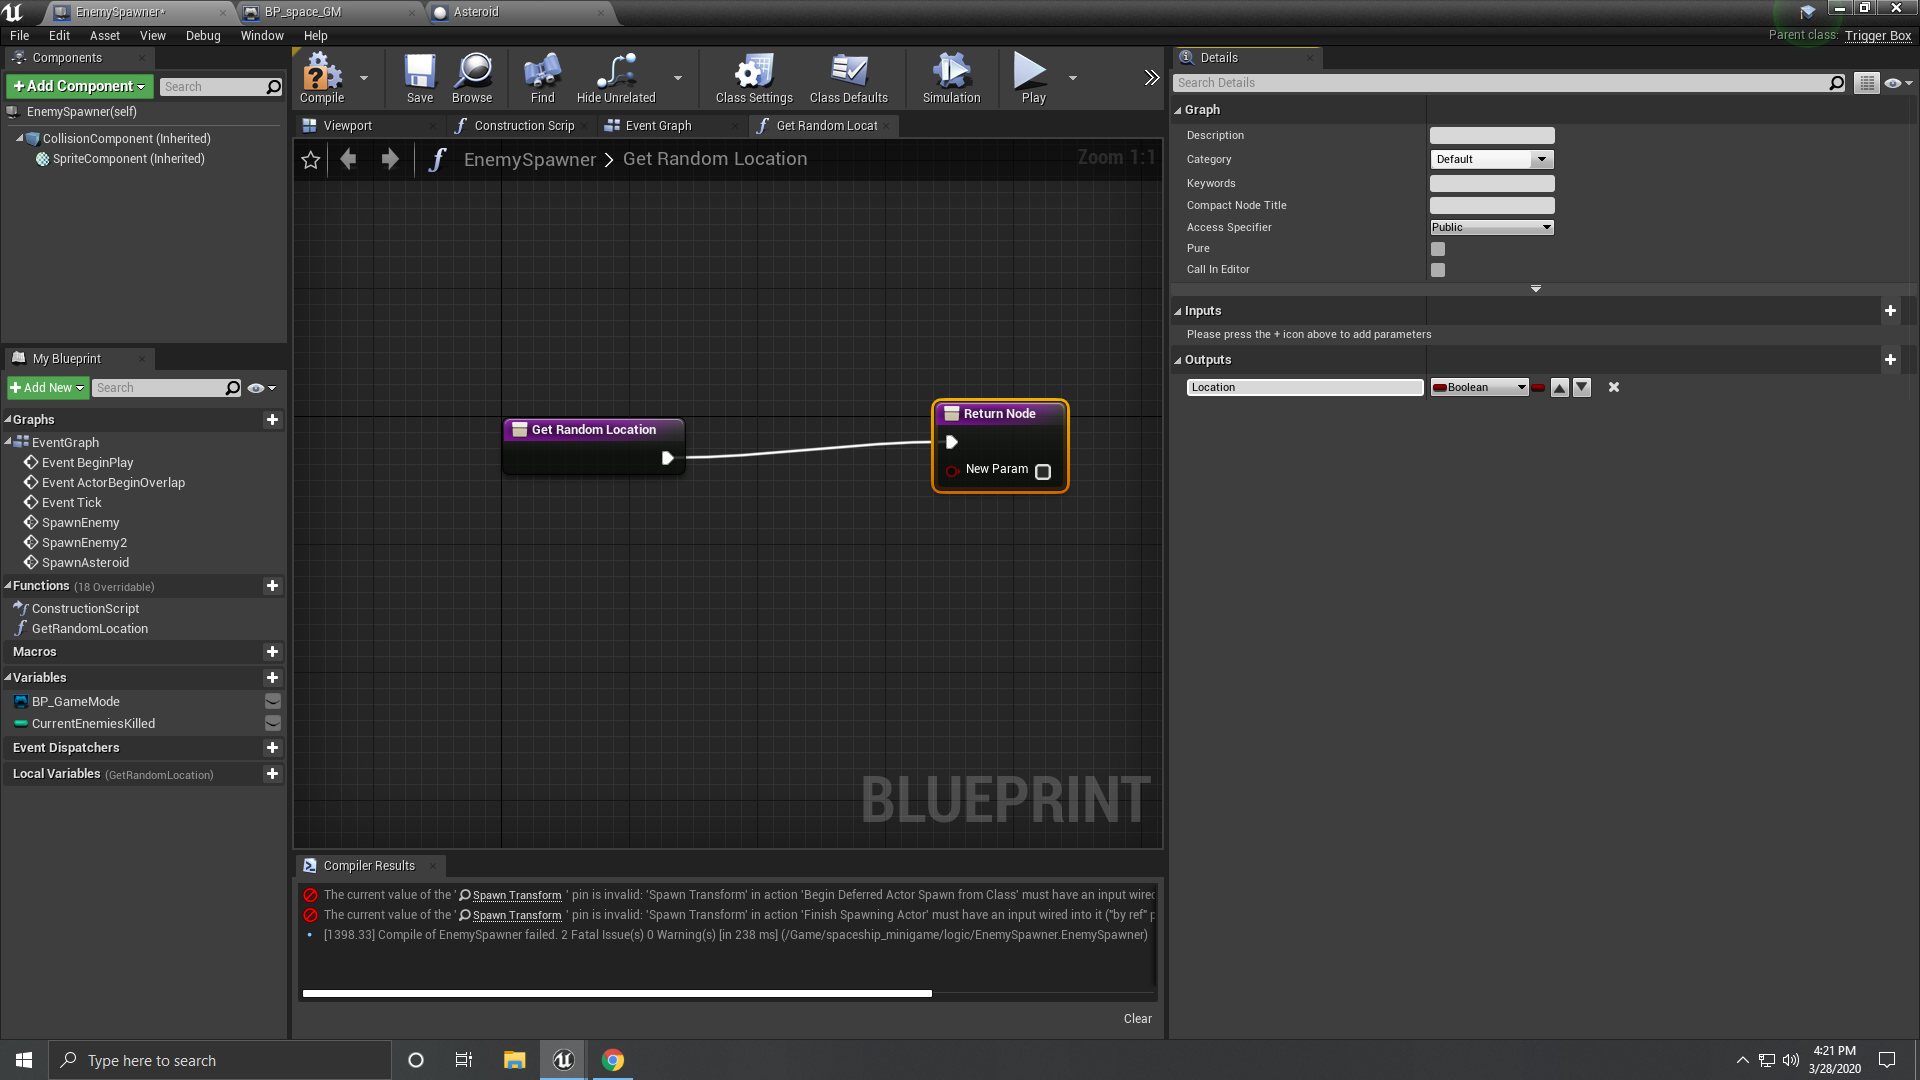 EnemySpawner*
BP_space_GM
Asteroid
File Edit Asset View Debug Window Help
Parent class: Trigger Box
Components
+Add Component
Search
EnemySpawner(self)
CollisionComponent (Inherited)
SpriteComponent (Inherited)
Compile
Save
Browse
Find
Hide Unrelated
Class Settings
Class Defaults
Simulation
Play
Viewport
Construction Scrip
Event Graph
Get Random Locat
EnemySpawner > Get Random Location
Zoom 1:1
My Blueprint
+Add New
Search
Graphs
EventGraph
Event BeginPlay
Event ActorBeginOverlap
Event Tick
SpawnEnemy
SpawnEnemy2
SpawnAsteroid
Functions (18 Overridable)
ConstructionScript
GetRandomLocation
Macros
Variables
BP_GameMode
CurrentEnemiesKilled
Event Dispatchers
Local Variables (GetRandomLocation)
Get Random Location
Return Node
New Param
BLUEPRINT
Compiler Results
The current value of the ' Spawn Transform ' pin is invalid: 'Spawn Transform' in action 'Begin Deferred Actor Spawn from Class' must have an input wired
The current value of the ' Spawn Transform ' pin is invalid: 'Spawn Transform' in action 'Finish Spawning Actor' must have an input wired into it ("by ref" p
[1398.33] Compile of EnemySpawner failed. 2 Fatal Issue(s) 0 Warning(s) [in 238 ms] (/Game/spaceship_minigame/logic/EnemySpawner.EnemySpawner)
Clear
Details
Search Details
Graph
Description
Category Default
Keywords
Compact Node Title
Access Specifier Public
Pure
Call In Editor
Inputs
Please press the + icon above to add parameters
Outputs
Location Boolean
Type here to search
4:21 PM
3/28/2020